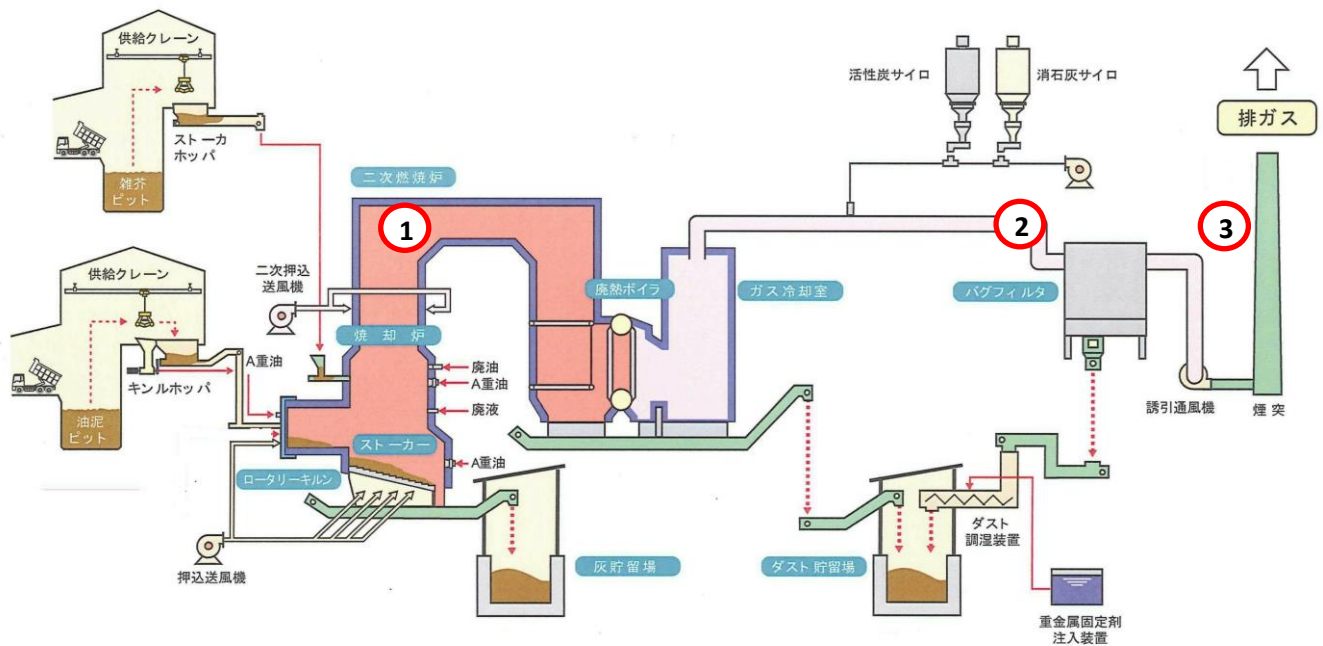 供給クレーン
ストーカ
ホッパ
雑芥
ピット
供給クレーン
A重油
キンルホッパ
油泥
ピット
二次燃焼炉
1
二次押込
送風機
焼却炉
廃油
A重油
廃液
ストーカー
A重油
ロータリーキルン
押込送風機
灰貯留場
廃熱ボイラ
ガス冷却室
活性炭サイロ
消石灰サイロ
2
バグフィルタ
3
排ガス
誘引通風機
煙突
ダスト
調湿装置
ダスト貯留場
重金属固定剤
注入装置